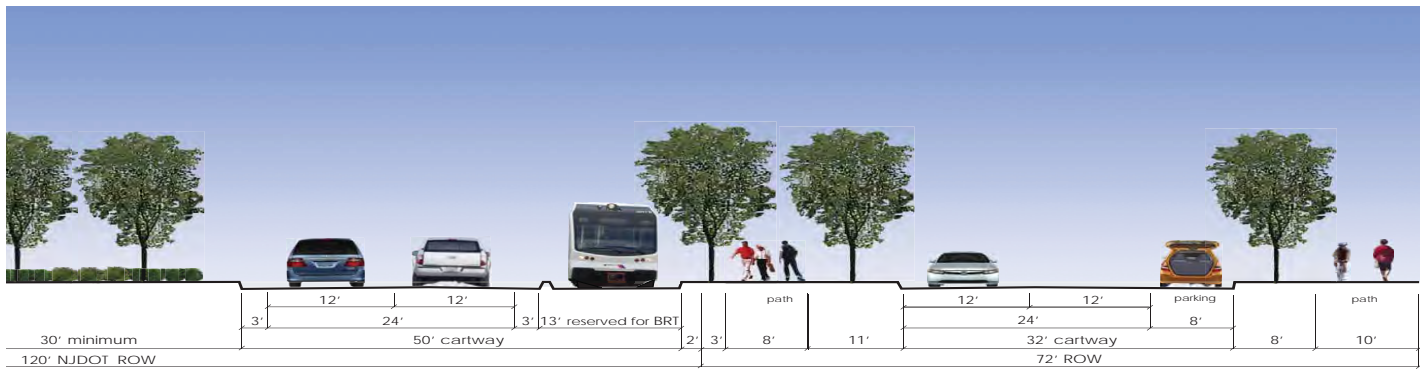 12' 12' path 12' 12' parking path
3' 24' 3' 13' reserved for BRT 24' 8'
30' minimum 50' cartway 2' 3' 8' 11' 32' cartway 8' 10'
120' NJDOT ROW 72' ROW